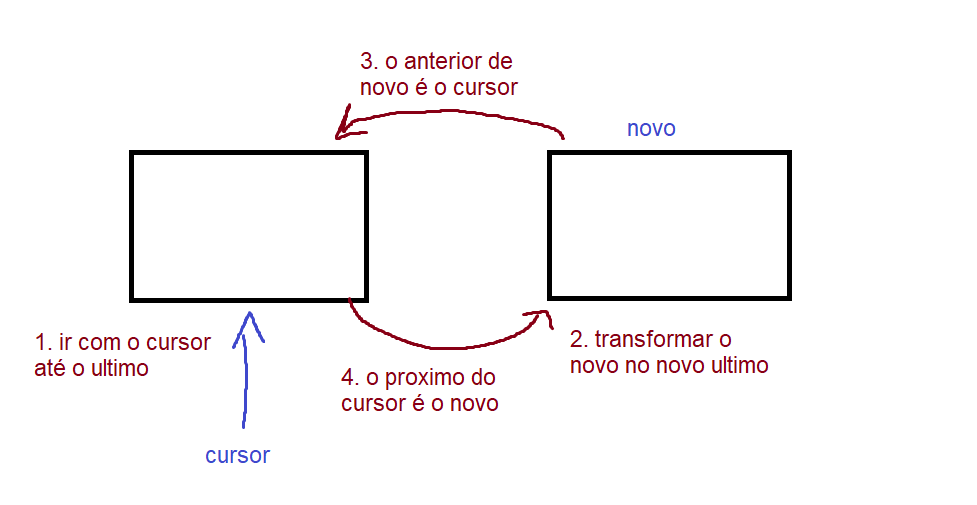 3. o anterior de
novo é o cursor
novo
1. ir com o cursor
até o ultimo
2. transformar o
novo no novo ultimo
4. o proximo do
cursor é o novo
cursor